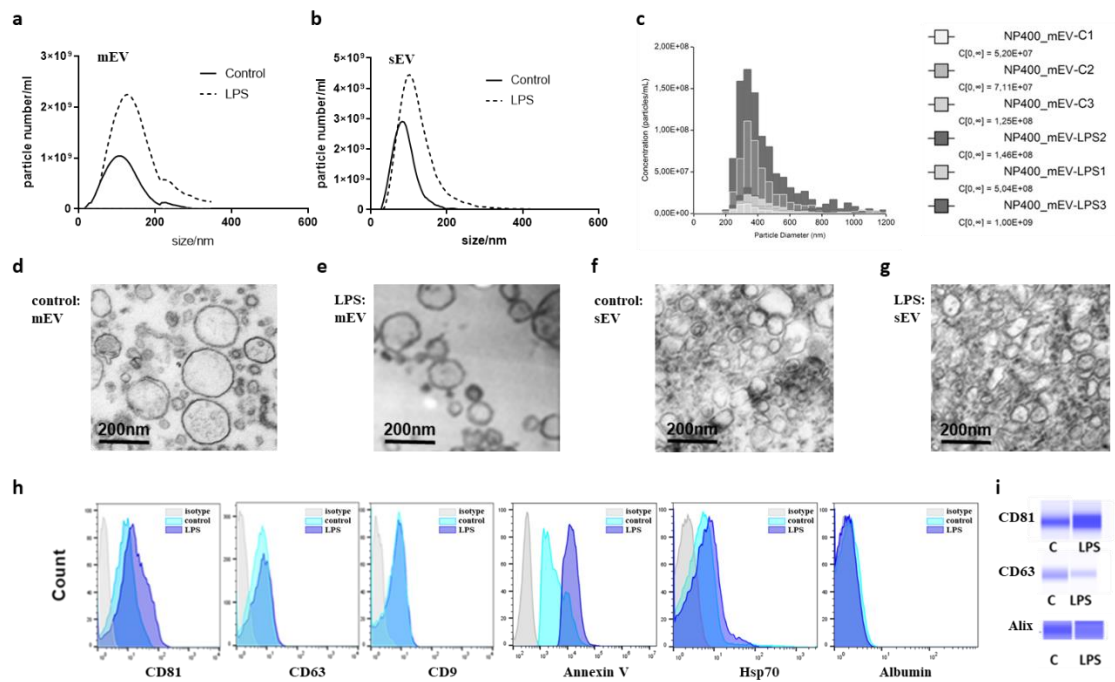 a
mEV
Control
LPS
3×10⁹
2×10⁹
1×10⁹
0
particle number/ml
0 200 400 600
size/nm
b
sEV
Control
LPS
5×10⁹
4×10⁹
3×10⁹
2×10⁹
1×10⁹
0
particle number/ml
0 200 400 600
size/nm
c
2,00E+08
1,50E+08
1,00E+08
5,00E+07
0,00E+00
Concentration (particles/mL)
0 200 400 600 800 1000 1200
Particle Diameter (nm)
NP400_mEV-C1
C[0,∞] = 5,20E+07
NP400_mEV-C2
C[0,∞] = 7,11E+07
NP400_mEV-C3
C[0,∞] = 1,25E+08
NP400_mEV-LPS2
C[0,∞] = 1,46E+08
NP400_mEV-LPS1
C[0,∞] = 5,04E+08
NP400_mEV-LPS3
C[0,∞] = 1,00E+09
d
control:
mEV
200nm
e
LPS:
mEV
200nm
f
control:
sEV
200nm
g
LPS:
sEV
200nm
h
Count
isotype
control
LPS
CD81
isotype
control
LPS
CD63
isotype
control
LPS
CD9
isotype
control
LPS
Annexin V
isotype
control
LPS
Hsp70
isotype
control
LPS
Albumin
i
CD81
C LPS
CD63
C LPS
Alix
C LPS